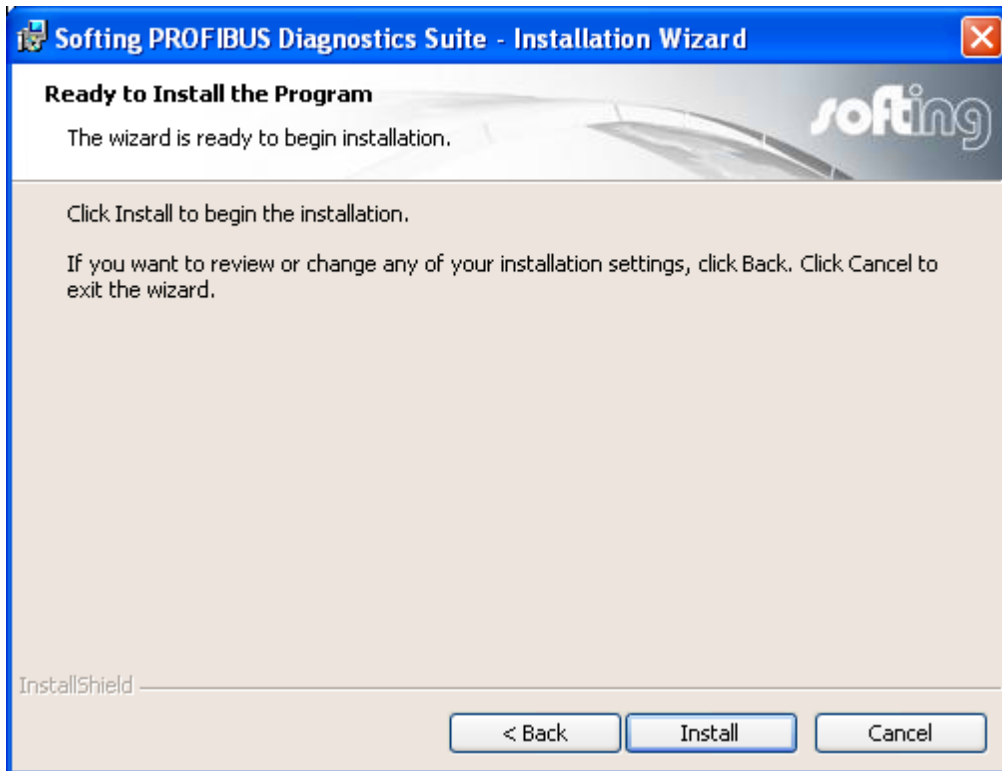 Softing PROFIBUS Diagnostics Suite - Installation Wizard
Ready to Install the Program
The wizard is ready to begin installation.
softing
Click Install to begin the installation.
If you want to review or change any of your installation settings, click Back. Click Cancel to
exit the wizard.
InstallShield
< Back
Install
Cancel